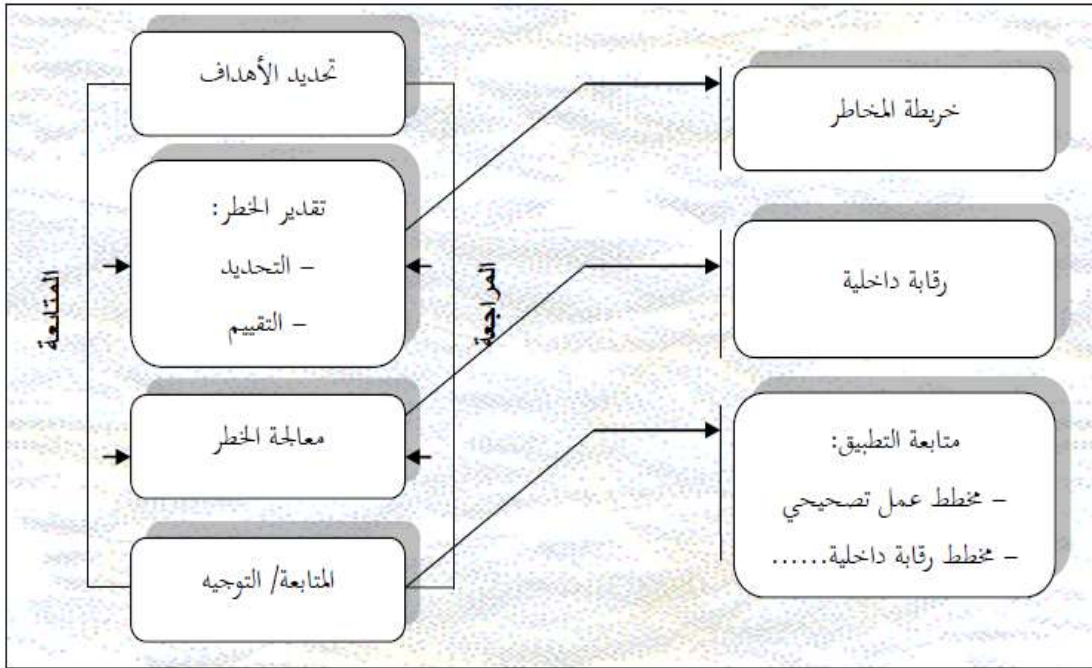 تحديد الأهداف
تقدير الخطر:
– التحديد
– التقييم
معالجة الخطر
المتابعة/ التوجيه
المتابعة
المراجعة
خريطة المخاطر
رقابة داخلية
متابعة التطبيق:
– مخطط عمل تصحيحي
– مخطط رقابة داخلية......